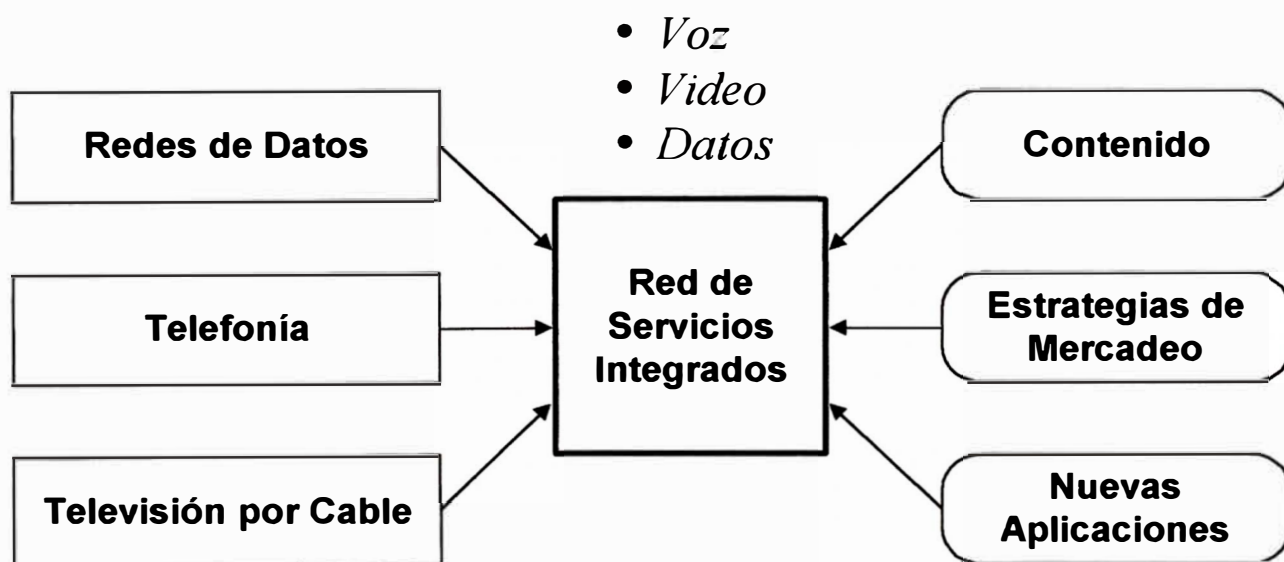 • Voz
• Video
• Datos
Redes de Datos
Telefonía
Televisión por Cable
Red de
Servicios
Integrados
Contenido
Estrategias de
Mercadeo
Nuevas
Aplicaciones